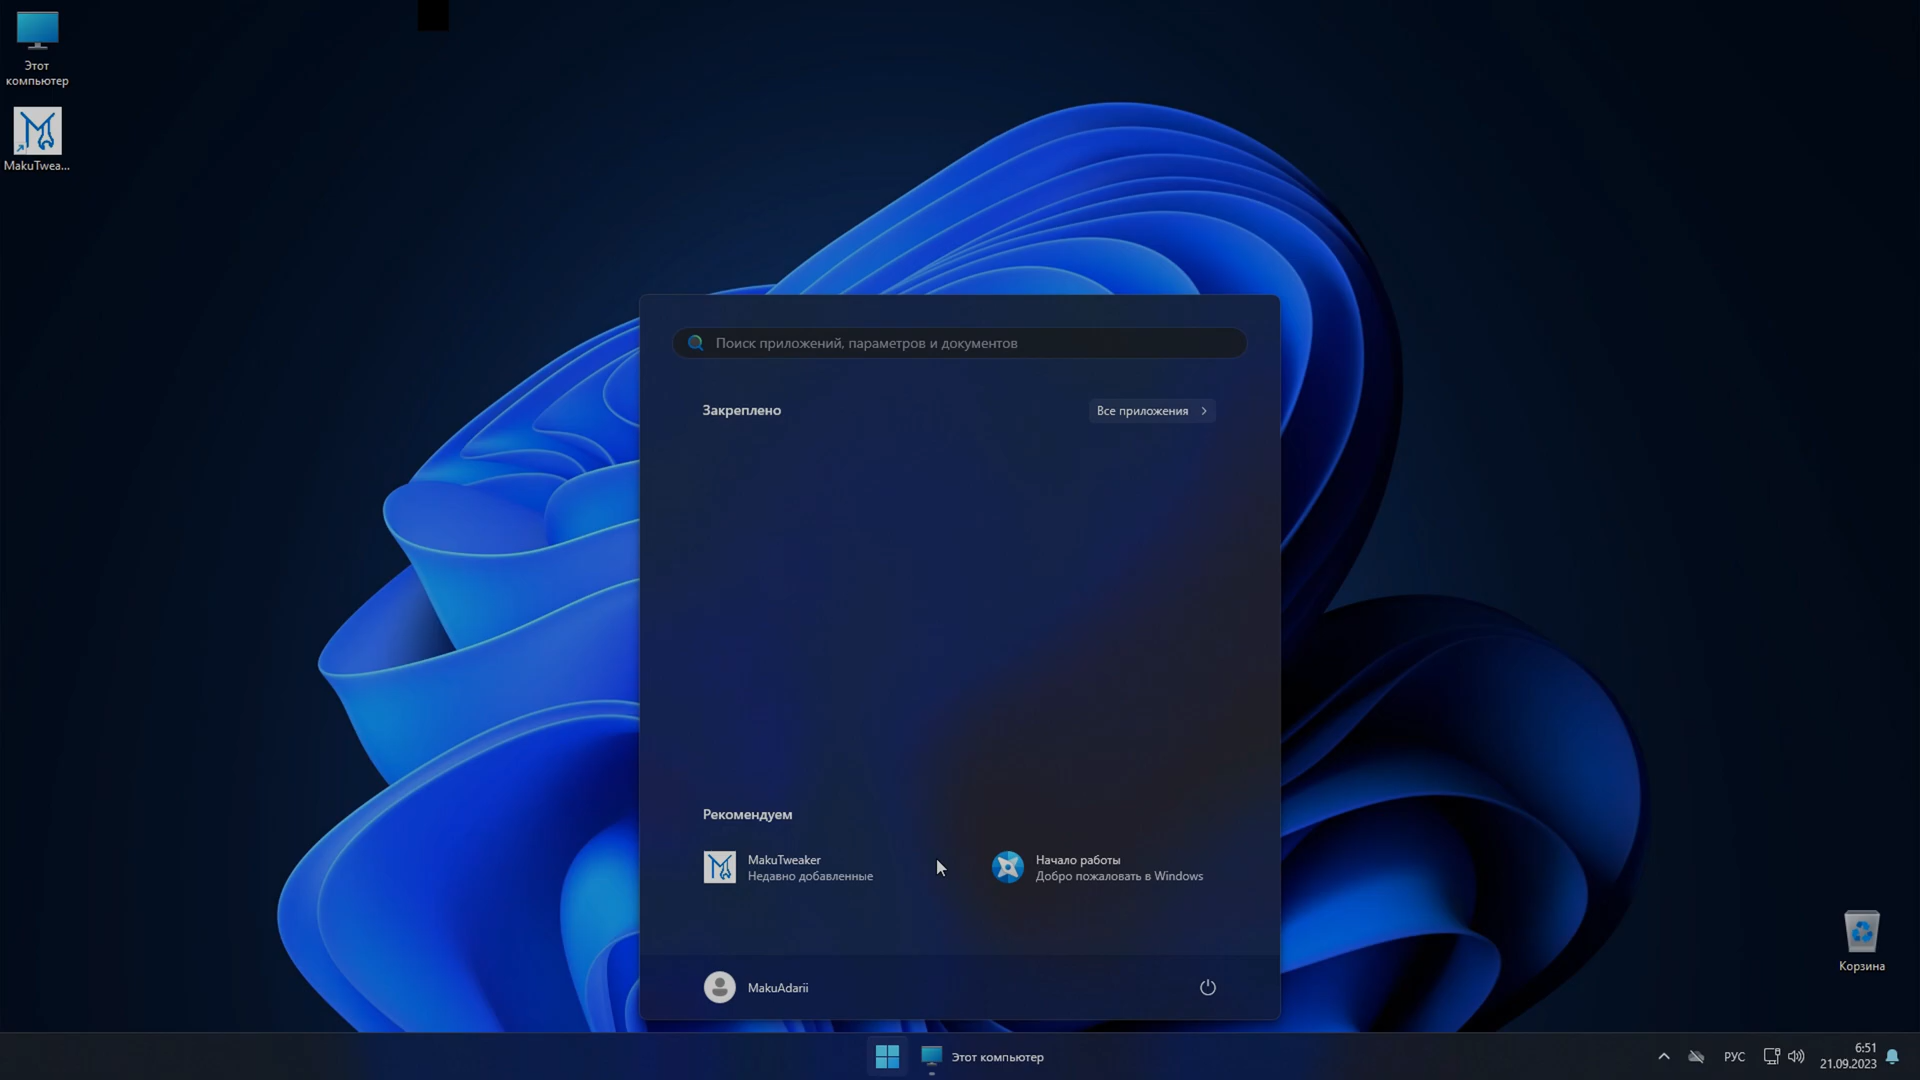 Этот
компьютер
MakuTwea...
Поиск приложений, параметров и документов
Закреплено
Все приложения
Рекомендуем
MakuTweaker
Недавно добавленные
Начало работы
Добро пожаловать в Windows
MakuAdarii
Корзина
Этот компьютер
РУС
6:51
21.09.2023